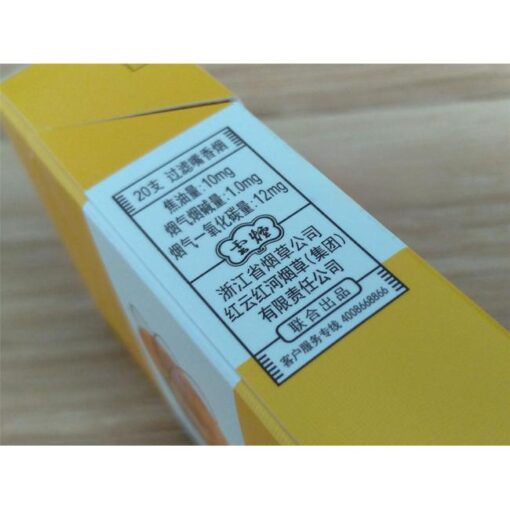 20支 过滤嘴香烟
焦油量:10mg
烟气烟碱量:1.0mg
烟气一氧化碳量:12mg
雲煙
浙江省烟草公司
红云红河烟草(集团)
有限责任公司
联合出品
客户服务专线 4008668866